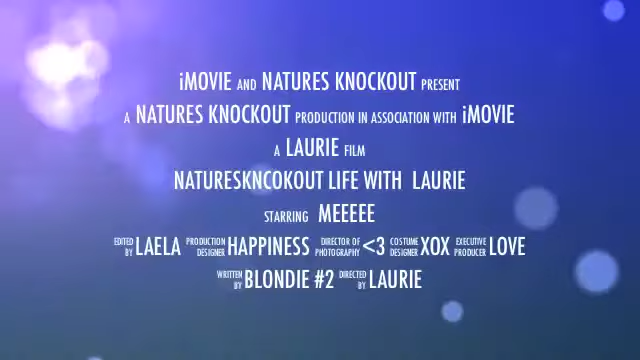 iMOVIE AND NATURES KNOCKOUT PRESENT
A NATURES KNOCKOUT PRODUCTION IN ASSOCIATION WITH iMOVIE
A LAURIE FILM
NATURESKNCOKOUT LIFE WITH LAURIE
STARRING MEEEEE
EDITED BY LAELA PRODUCTION DESIGNER HAPPINESS DIRECTOR OF PHOTOGRAPHY <3 COSTUME DESIGNER XOX EXECUTIVE PRODUCER LOVE
WRITTEN BY BLONDIE #2 DIRECTED BY LAURIE